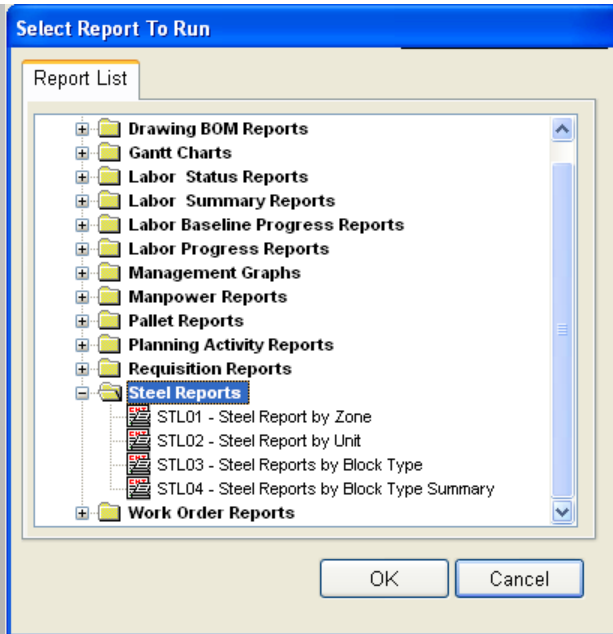 Select Report To Run
Report List
Drawing BOM Reports
Gantt Charts
Labor  Status Reports
Labor  Summary Reports
Labor Baseline Progress Reports
Labor Progress Reports
Management Graphs
Manpower Reports
Pallet Reports
Planning Activity Reports
Requisition Reports
Steel Reports
STL01 - Steel Report by Zone
STL02 - Steel Report by Unit
STL03 - Steel Reports by Block Type
STL04 - Steel Reports by Block Type Summary
Work Order Reports
OK Cancel